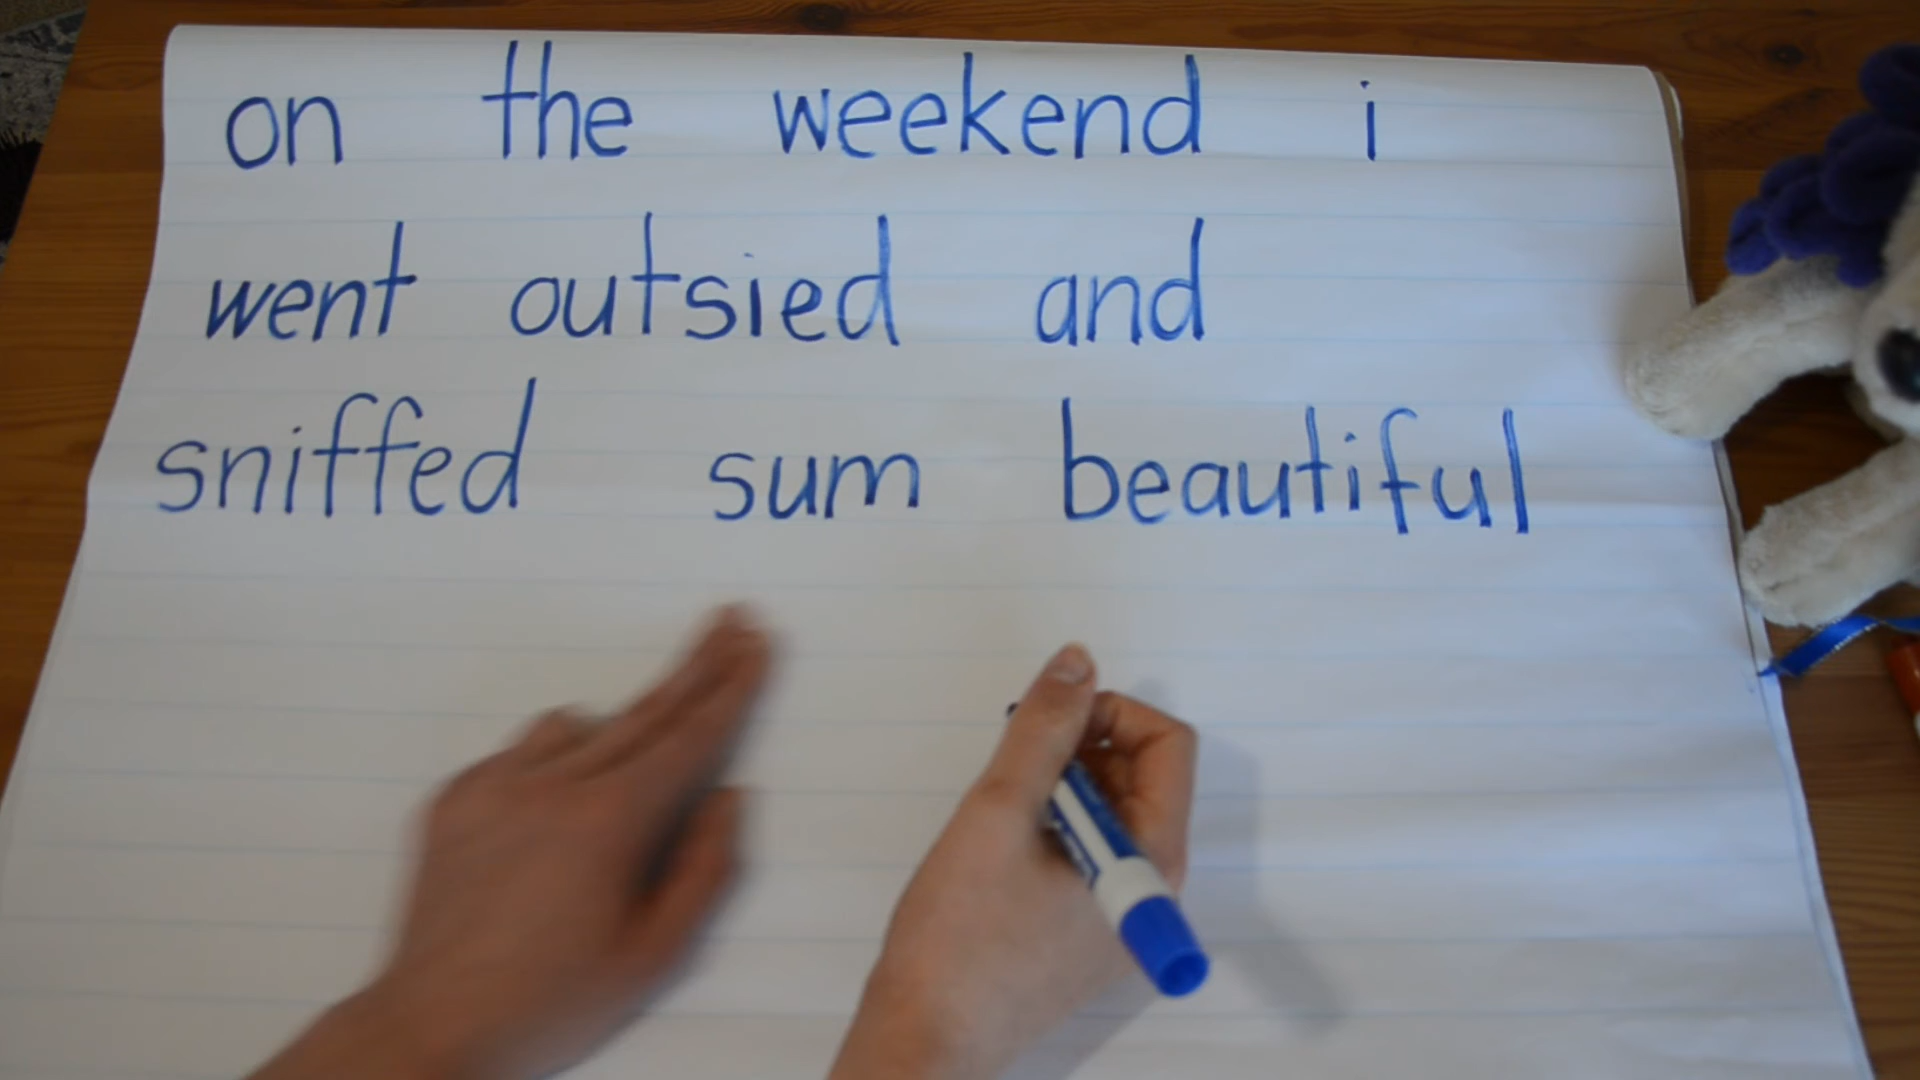 on the weekend i
went outsied and
sniffed sum beautiful